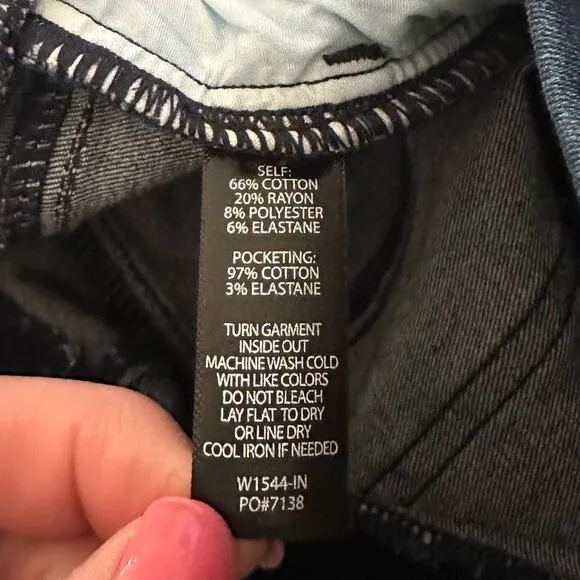 SELF:
66% COTTON
20% RAYON
8% POLYESTER
6% ELASTANE
POCKETING:
97% COTTON
3% ELASTANE
TURN GARMENT
INSIDE OUT
MACHINE WASH COLD
WITH LIKE COLORS
DO NOT BLEACH
LAY FLAT TO DRY
OR LINE DRY
COOL IRON IF NEEDED
W1544-IN
PO#7138